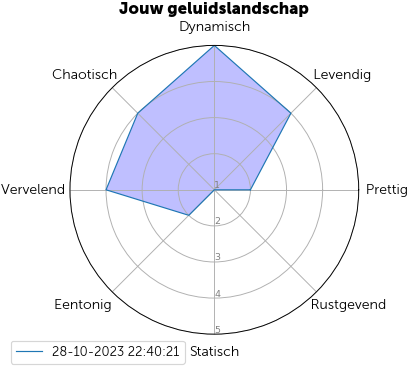 Jouw geluidslandschap
Dynamisch
Chaotisch
Levendig
Vervelend
1
Prettig
2
3
4
Eentonig
Rustgevend
5
28-10-2023 22:40:21
Statisch